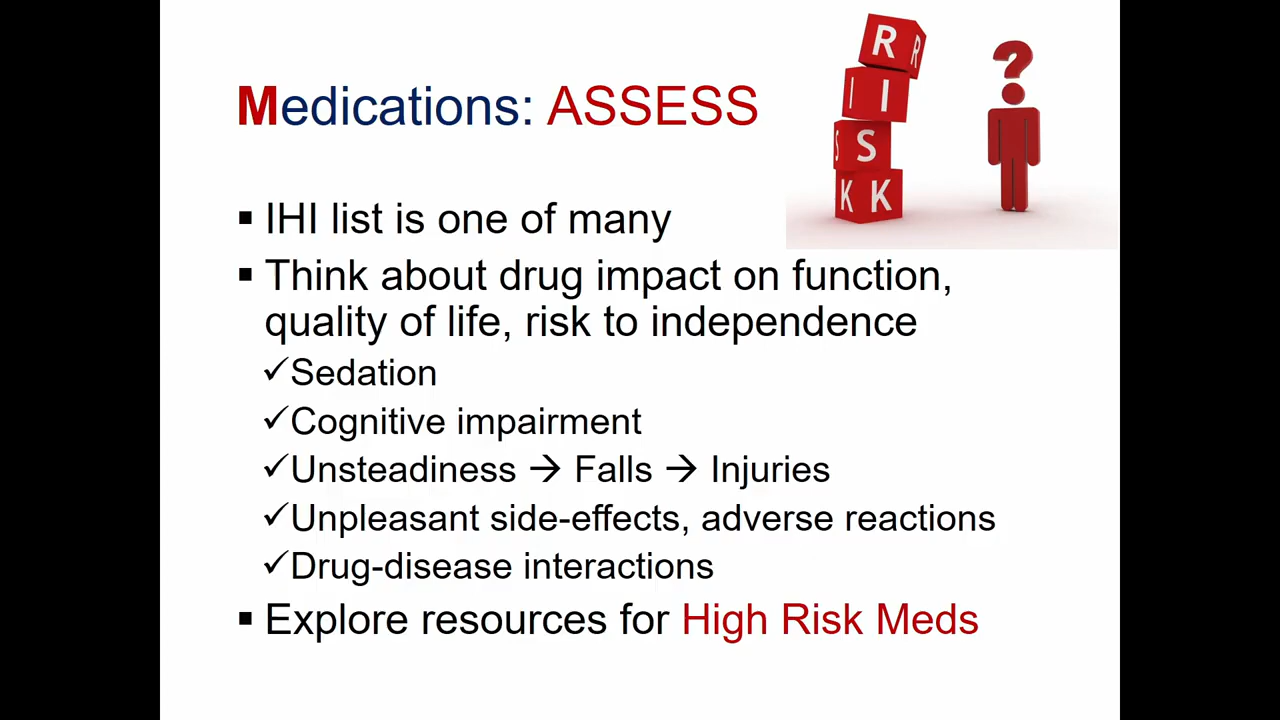 Medications: ASSESS
R R
I I
S S
K K
?
▪ IHI list is one of many
▪ Think about drug impact on function,
quality of life, risk to independence
✓Sedation
✓Cognitive impairment
✓Unsteadiness → Falls → Injuries
✓Unpleasant side-effects, adverse reactions
✓Drug-disease interactions
▪ Explore resources for High Risk Meds